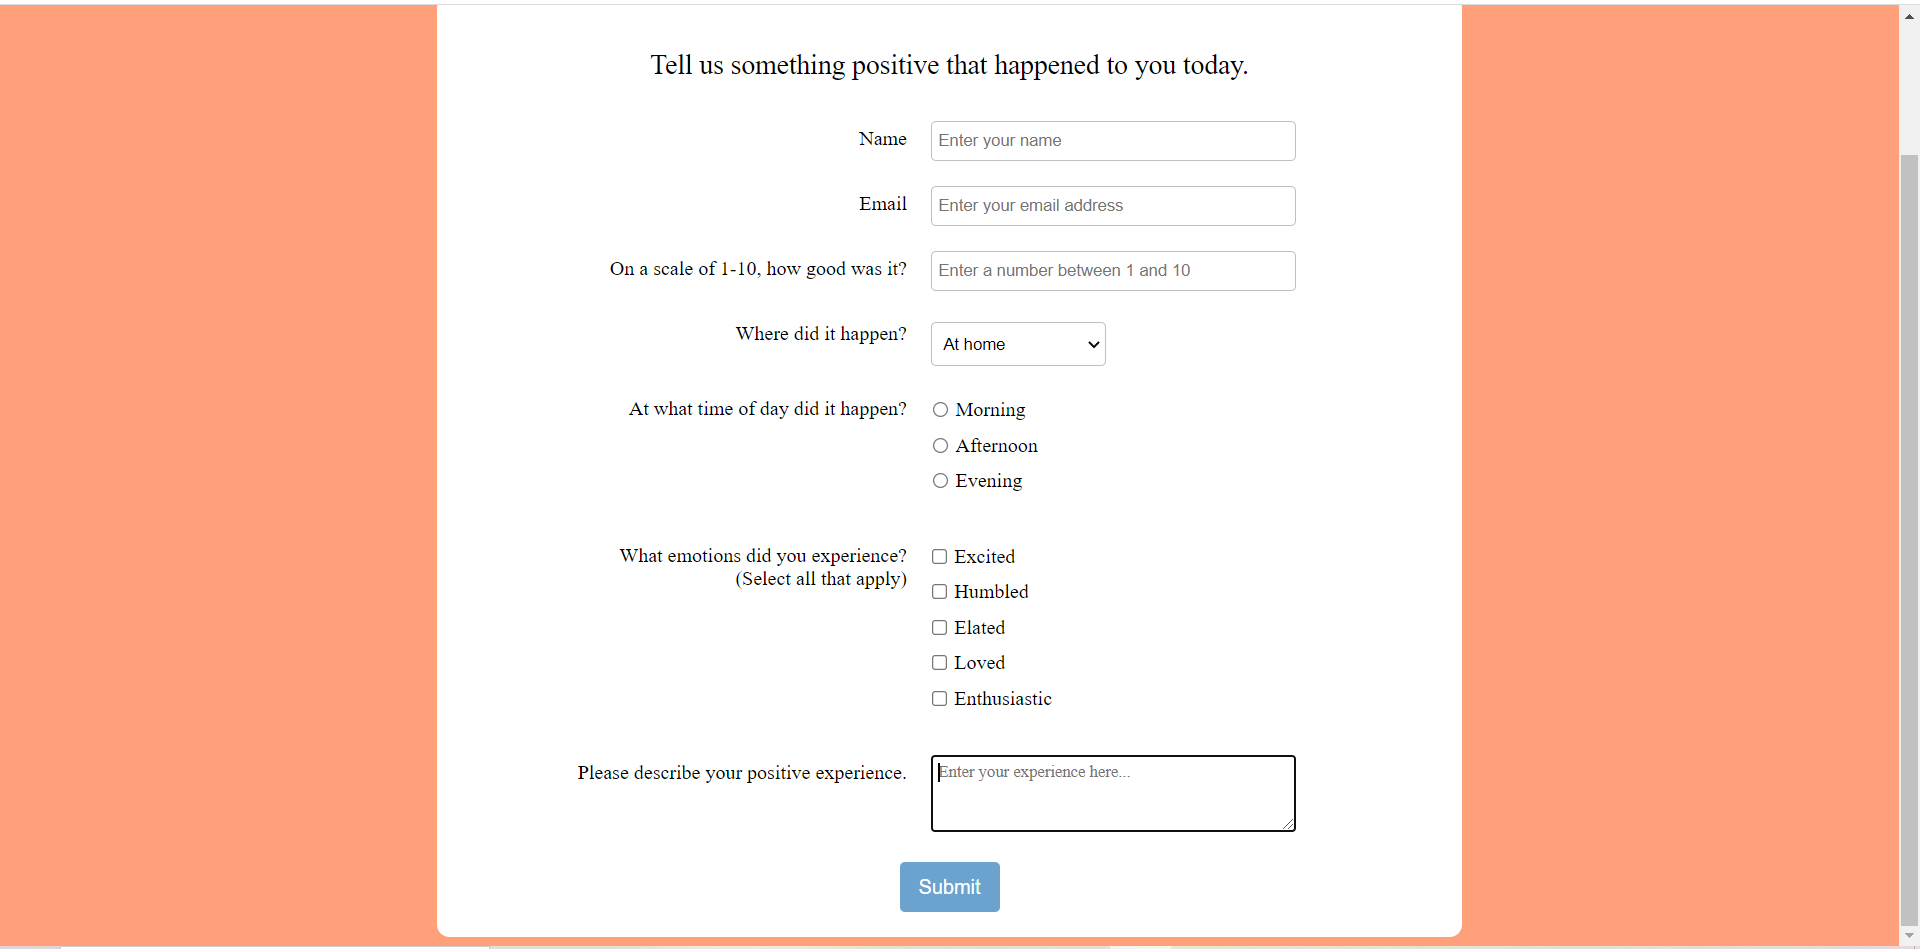 Tell us something positive that happened to you today.
Name
Enter your name
Email
Enter your email address
On a scale of 1-10, how good was it?
Enter a number between 1 and 10
Where did it happen?
At home
At what time of day did it happen?
Morning
Afternoon
Evening
What emotions did you experience?
(Select all that apply)
Excited
Humbled
Elated
Loved
Enthusiastic
Please describe your positive experience.
Enter your experience here...
Submit